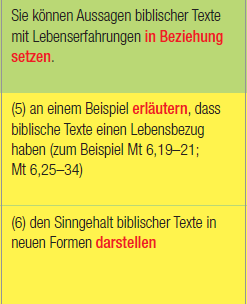 Sie können Aussagen biblischer Texte
mit Lebenserfahrungen in Beziehung
setzen.
(5) an einem Beispiel erläutern, dass
biblische Texte einen Lebensbezug
haben (zum Beispiel Mt 6,19–21;
Mt 6,25–34)
(6) den Sinngehalt biblischer Texte in
neuen Formen darstellen